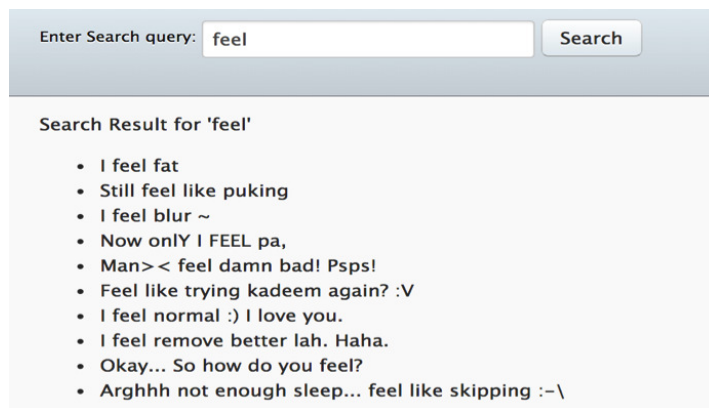 Enter Search query: feel Search
Search Result for 'feel'
• I feel fat
• Still feel like puking
• I feel blur ~
• Now onlY I FEEL pa,
• Man>< feel damn bad! Psps!
• Feel like trying kadeem again? :V
• I feel normal :) I love you.
• I feel remove better lah. Haha.
• Okay... So how do you feel?
• Arghhh not enough sleep... feel like skipping :-\